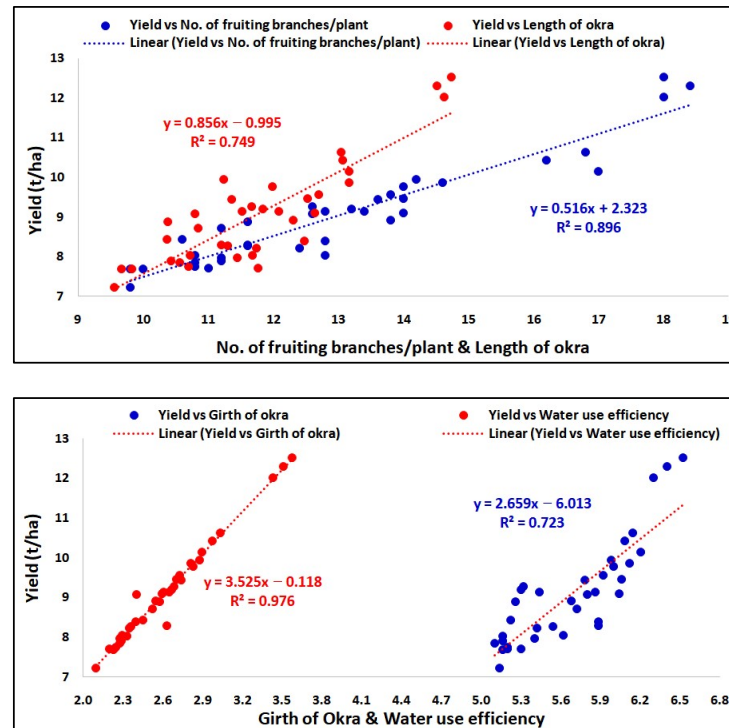 Yield vs No. of fruiting branches/plant Yield vs Length of okra
Linear (Yield vs No. of fruiting branches/plant) Linear (Yield vs Length of okra)
13
12
11
10
9
8
7
6
Yield (t/ha)
y = 0.856x − 0.995
R² = 0.749
y = 0.516x + 2.323
R² = 0.896
9 10 11 12 13 14 15 16 17 18
No. of fruiting branches/plant & Length of okra
Yield vs Girth of okra Yield vs Water use efficiency
Linear (Yield vs Girth of okra) Linear (Yield vs Water use efficiency)
13
12
11
10
9
8
7
6
Yield (t/ha)
y = 2.659x − 6.013
R² = 0.723
y = 3.525x − 0.118
R² = 0.976
2.0 2.3 2.6 2.9 3.2 3.5 3.8 4.1 4.4 4.7 5.0 5.3 5.6 5.9 6.2 6.5 6.8
Girth of Okra & Water use efficiency